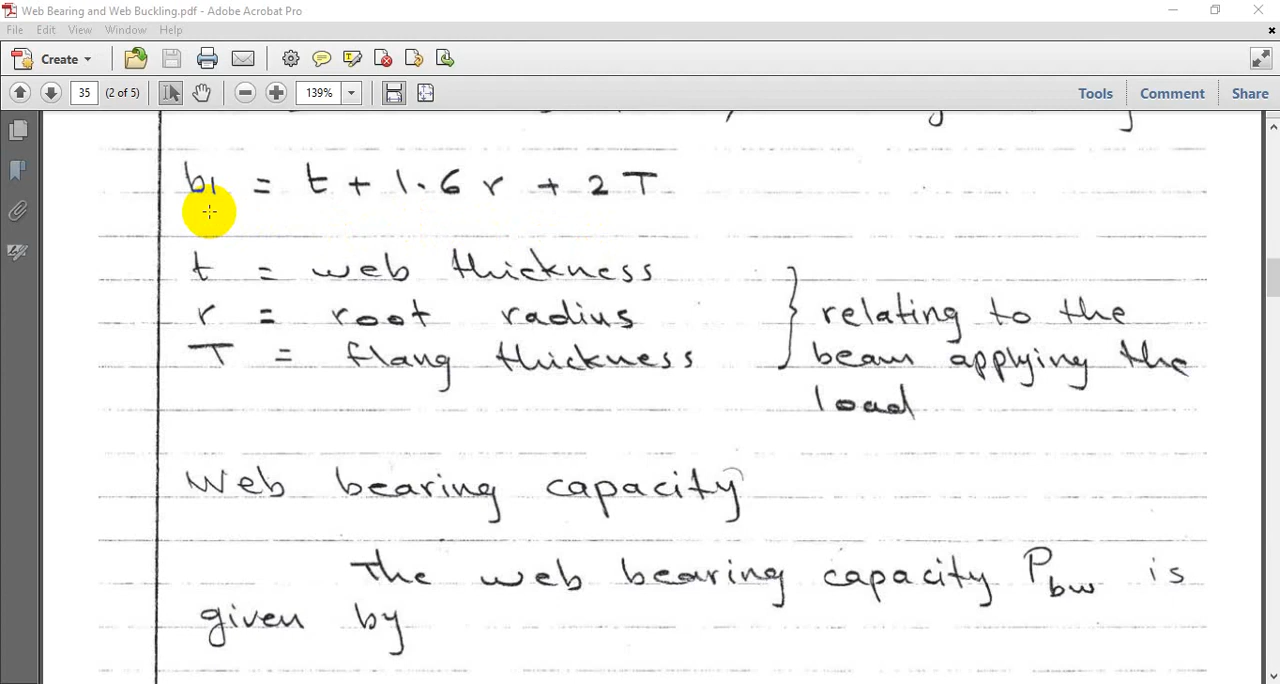 Web Bearing and Web Buckling.pdf - Adobe Acrobat Pro
File Edit View Window Help
Create
35 (2 of 5) 139% Tools Comment Share
b1 = t + 1.6 r + 2T
t = web thickness
r = root radius
T = flang thickness
relating to the
beam applying the
load
Web bearing capacity
The web bearing capacity Pbw is
given by